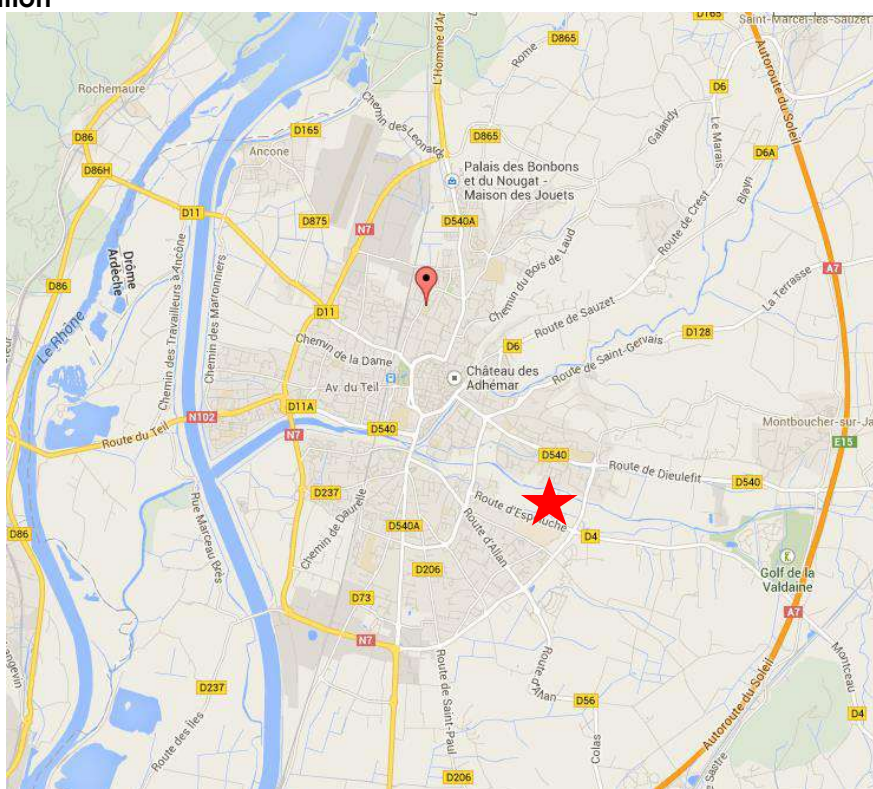 D165
Saint-Marcel-lès-Sauzet
D865
L'Homme d'Ar
Rome
Autoroute du Soleil
Rochemaure
D6
Chemin des Leonards
Galandy
Le Marais
D86
D165
D865
Ancone
D6A
D86H
Palais des Bonbons
et du Nougat -
Maison des Jouets
Route de Crest
Blayn
D11
D875
D540A
N7
Chemin du Bois de Laud
Drôme
Ardèche
A7
D86
Chemin des Travailleurs à Ancône
Chemin des Marronniers
La Terrasse
Le Rhône
D11
Route de Sauzet
D128
Chemin de la Dame
D6
Route de Saint-Gervais
Château des
Adhémar
Av. du Teil
D11A
N102
Montboucher-sur-Ja
Route du Teil
N7
D540
E15
D540
Route de Dieulefit
D540
D237
Chemin de Daurelle
Route d'Espeluche
D86
Rue Marceau Brès
D540A
Route d'Allan
D4
D206
Golf de la
Valdaine
D73
A7
N7
Montceau
angevin
Route de Saint-Paul
Route d'Allan
D237
D56
Autoroute du Soleil
D4
Route des Îles
Colas
D206
e Sastre